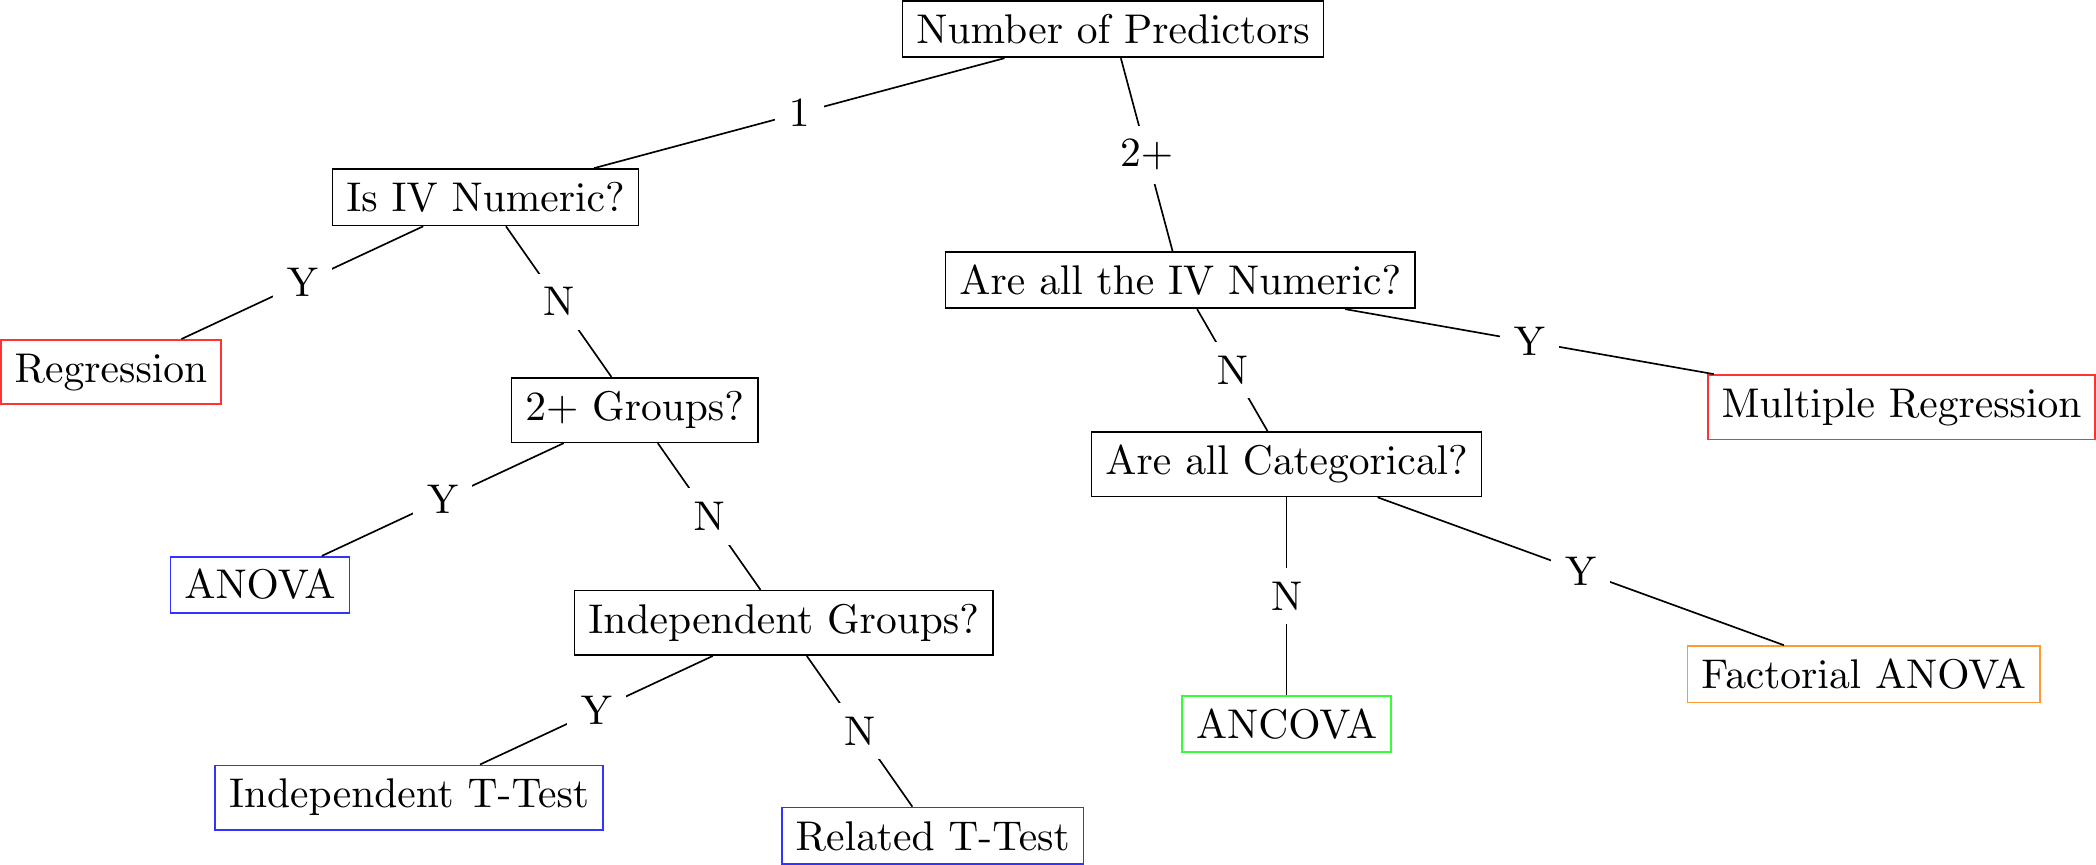 Number of Predictors
1
2+
Is IV Numeric?
Are all the IV Numeric?
Y
N
N
Y
Regression
2+ Groups?
Multiple Regression
Are all Categorical?
Y
N
N
Y
ANOVA
Independent Groups?
Factorial ANOVA
Y
N
ANCOVA
Independent T-Test
Related T-Test